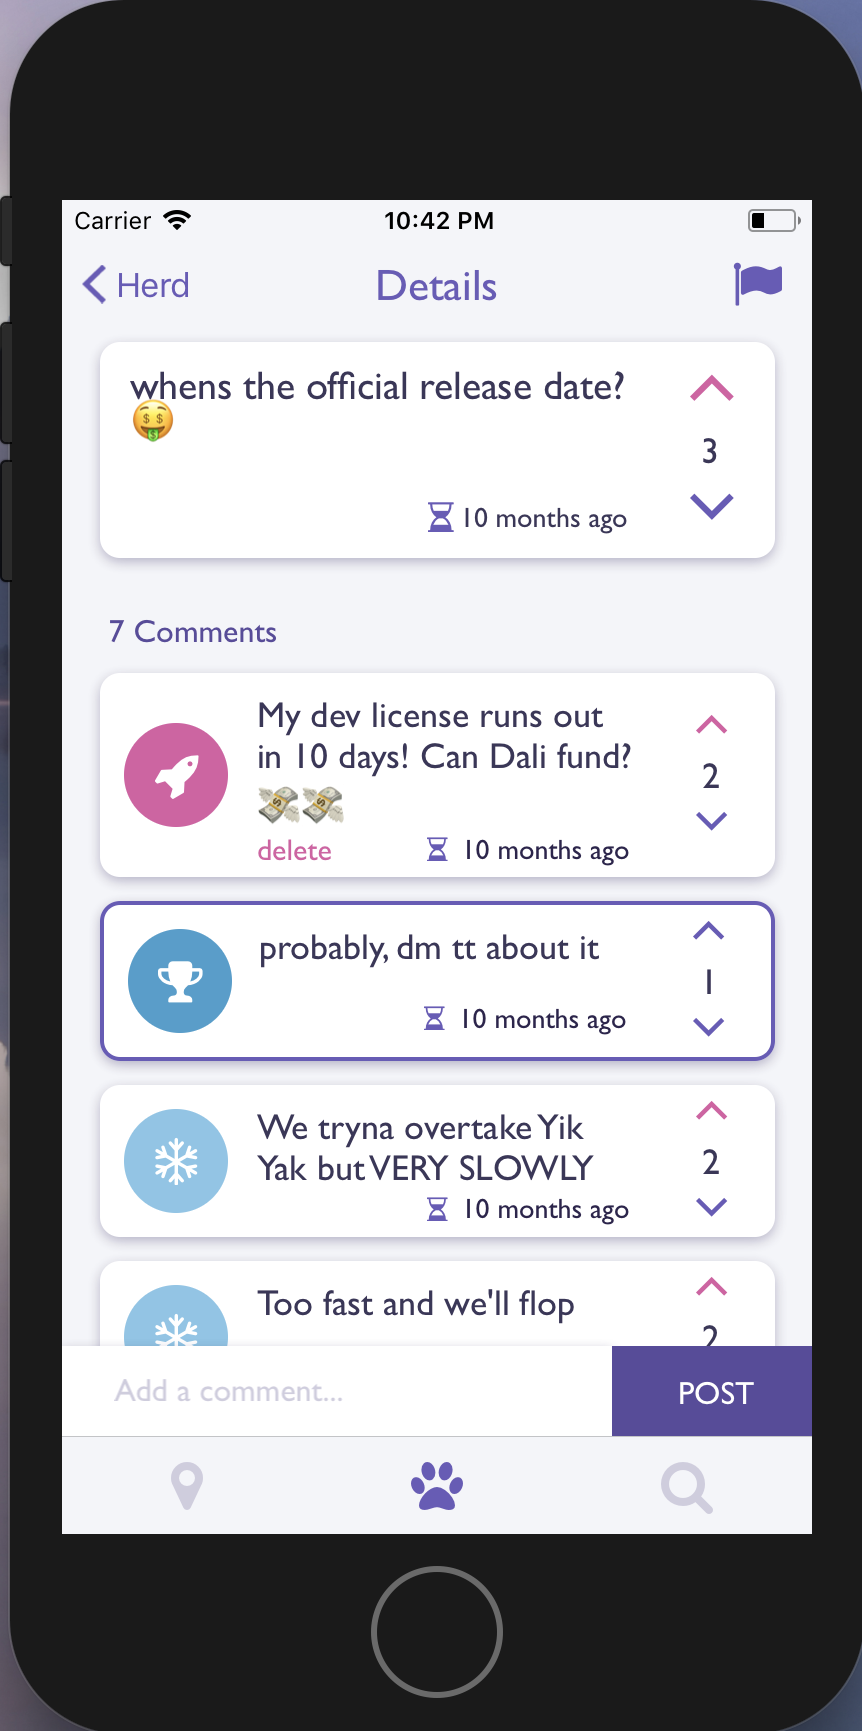 Carrier 10:42 PM
Herd Details
whens the official release date?
🤑
3
10 months ago
7 Comments
My dev license runs out
in 10 days! Can Dali fund?
💸💸
2
delete 10 months ago
probably, dm tt about it
1
10 months ago
We tryna overtake Yik
Yak but VERY SLOWLY
2
10 months ago
Too fast and we'll flop
2
Add a comment... POST